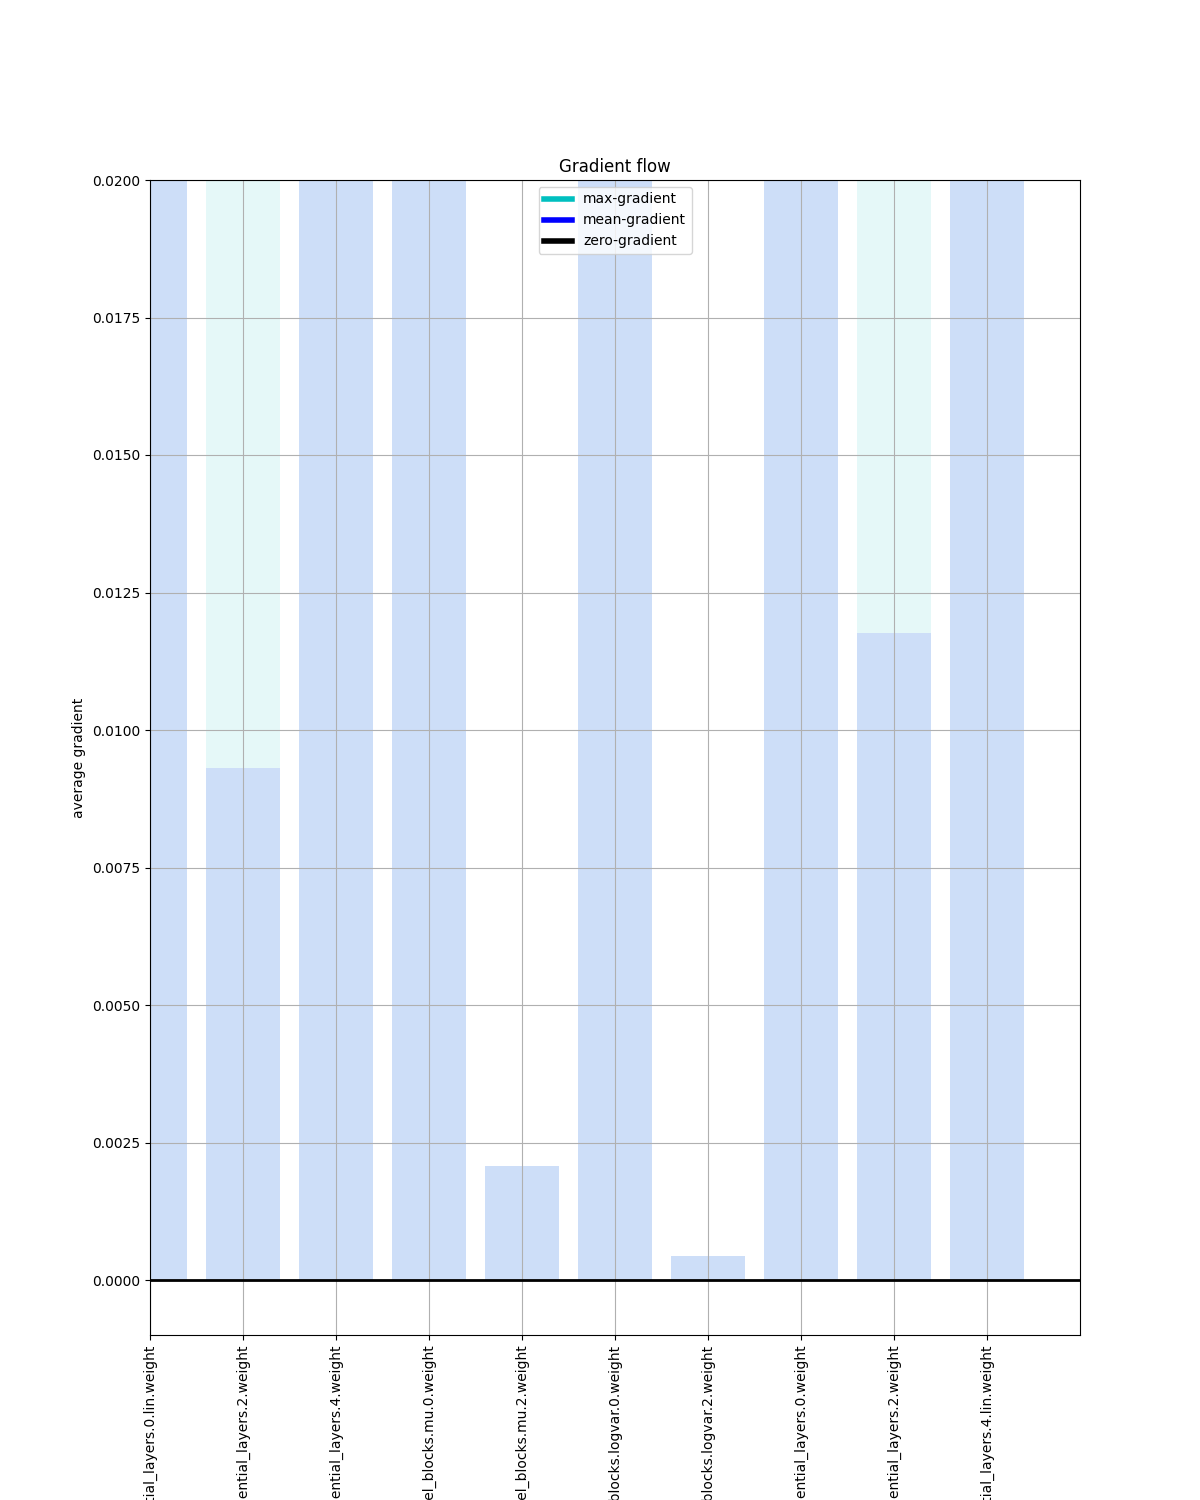 Gradient flow
max-gradient
mean-gradient
zero-gradient
0.0200
0.0175
0.0150
0.0125
0.0100
0.0075
0.0050
0.0025
0.0000
average gradient
tial_layers.0.lin.weight
ential_layers.2.weight
ential_layers.4.weight
el_blocks.mu.0.weight
el_blocks.mu.2.weight
blocks.logvar.0.weight
blocks.logvar.2.weight
ential_layers.0.weight
ential_layers.2.weight
tial_layers.4.lin.weight